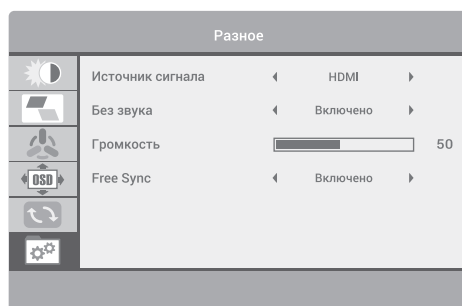 Разное
Источник сигнала HDMI
Без звука Включено
Громкость 50
Free Sync Включено
OSD